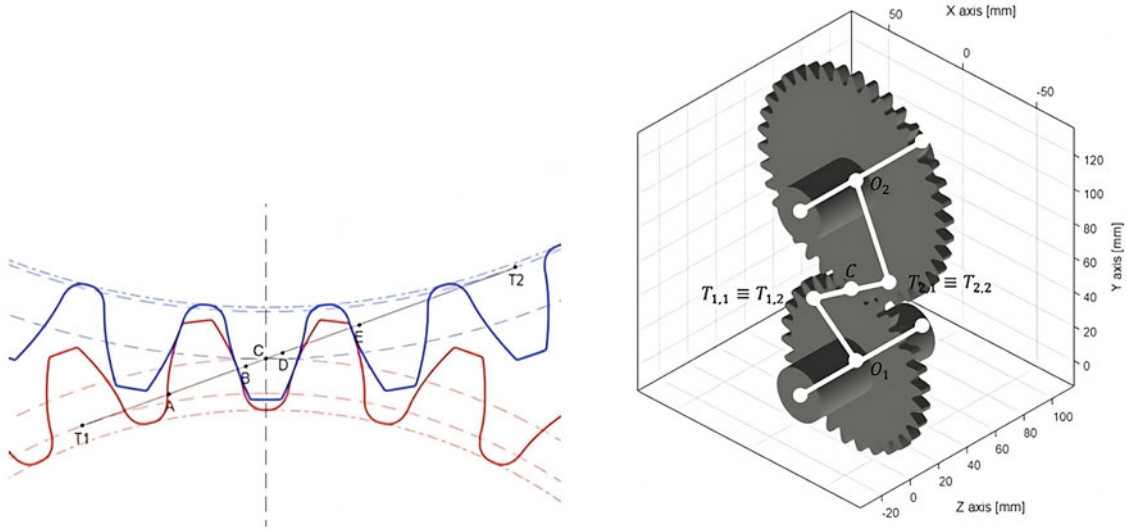 T1
A
B
C
D
E
T2
X axis [mm]
50
0
-50
O₂
C
T₁,₁ ≡ T₁,₂
T₂,₁ ≡ T₂,₂
O₁
120
100
80
60
40
20
0
Y axis [mm]
-20
0
20
40
60
80
100
Z axis [mm]